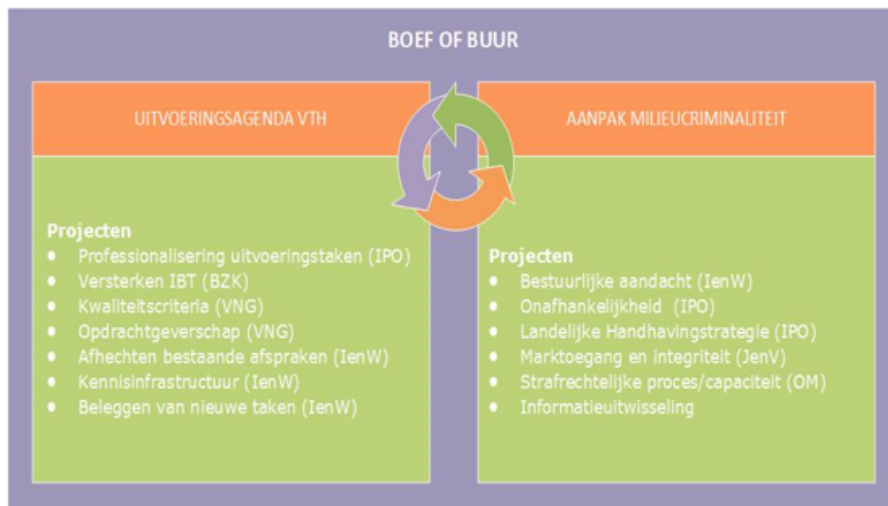 BOEF OF BUUR
UITVOERINGSAGENDA VTH
Projecten
• Professionalisering uitvoeringstaken (IPO)
• Versterken IBT (BZK)
• Kwaliteitscriteria (VNG)
• Opdrachtgeverschap (VNG)
• Afhechten bestaande afspraken (IenW)
• Kennisinfrastructuur (IenW)
• Beleggen van nieuwe taken (IenW)
AANPAK MILIEUCRIMINALITEIT
Projecten
• Bestuurlijke aandacht (IenW)
• Onafhankelijkheid (IPO)
• Landelijke Handhavingstrategie (IPO)
• Marktoegang en integriteit (JenV)
• Strafrechtelijke proces/capaciteit (OM)
• Informatieuitwisseling